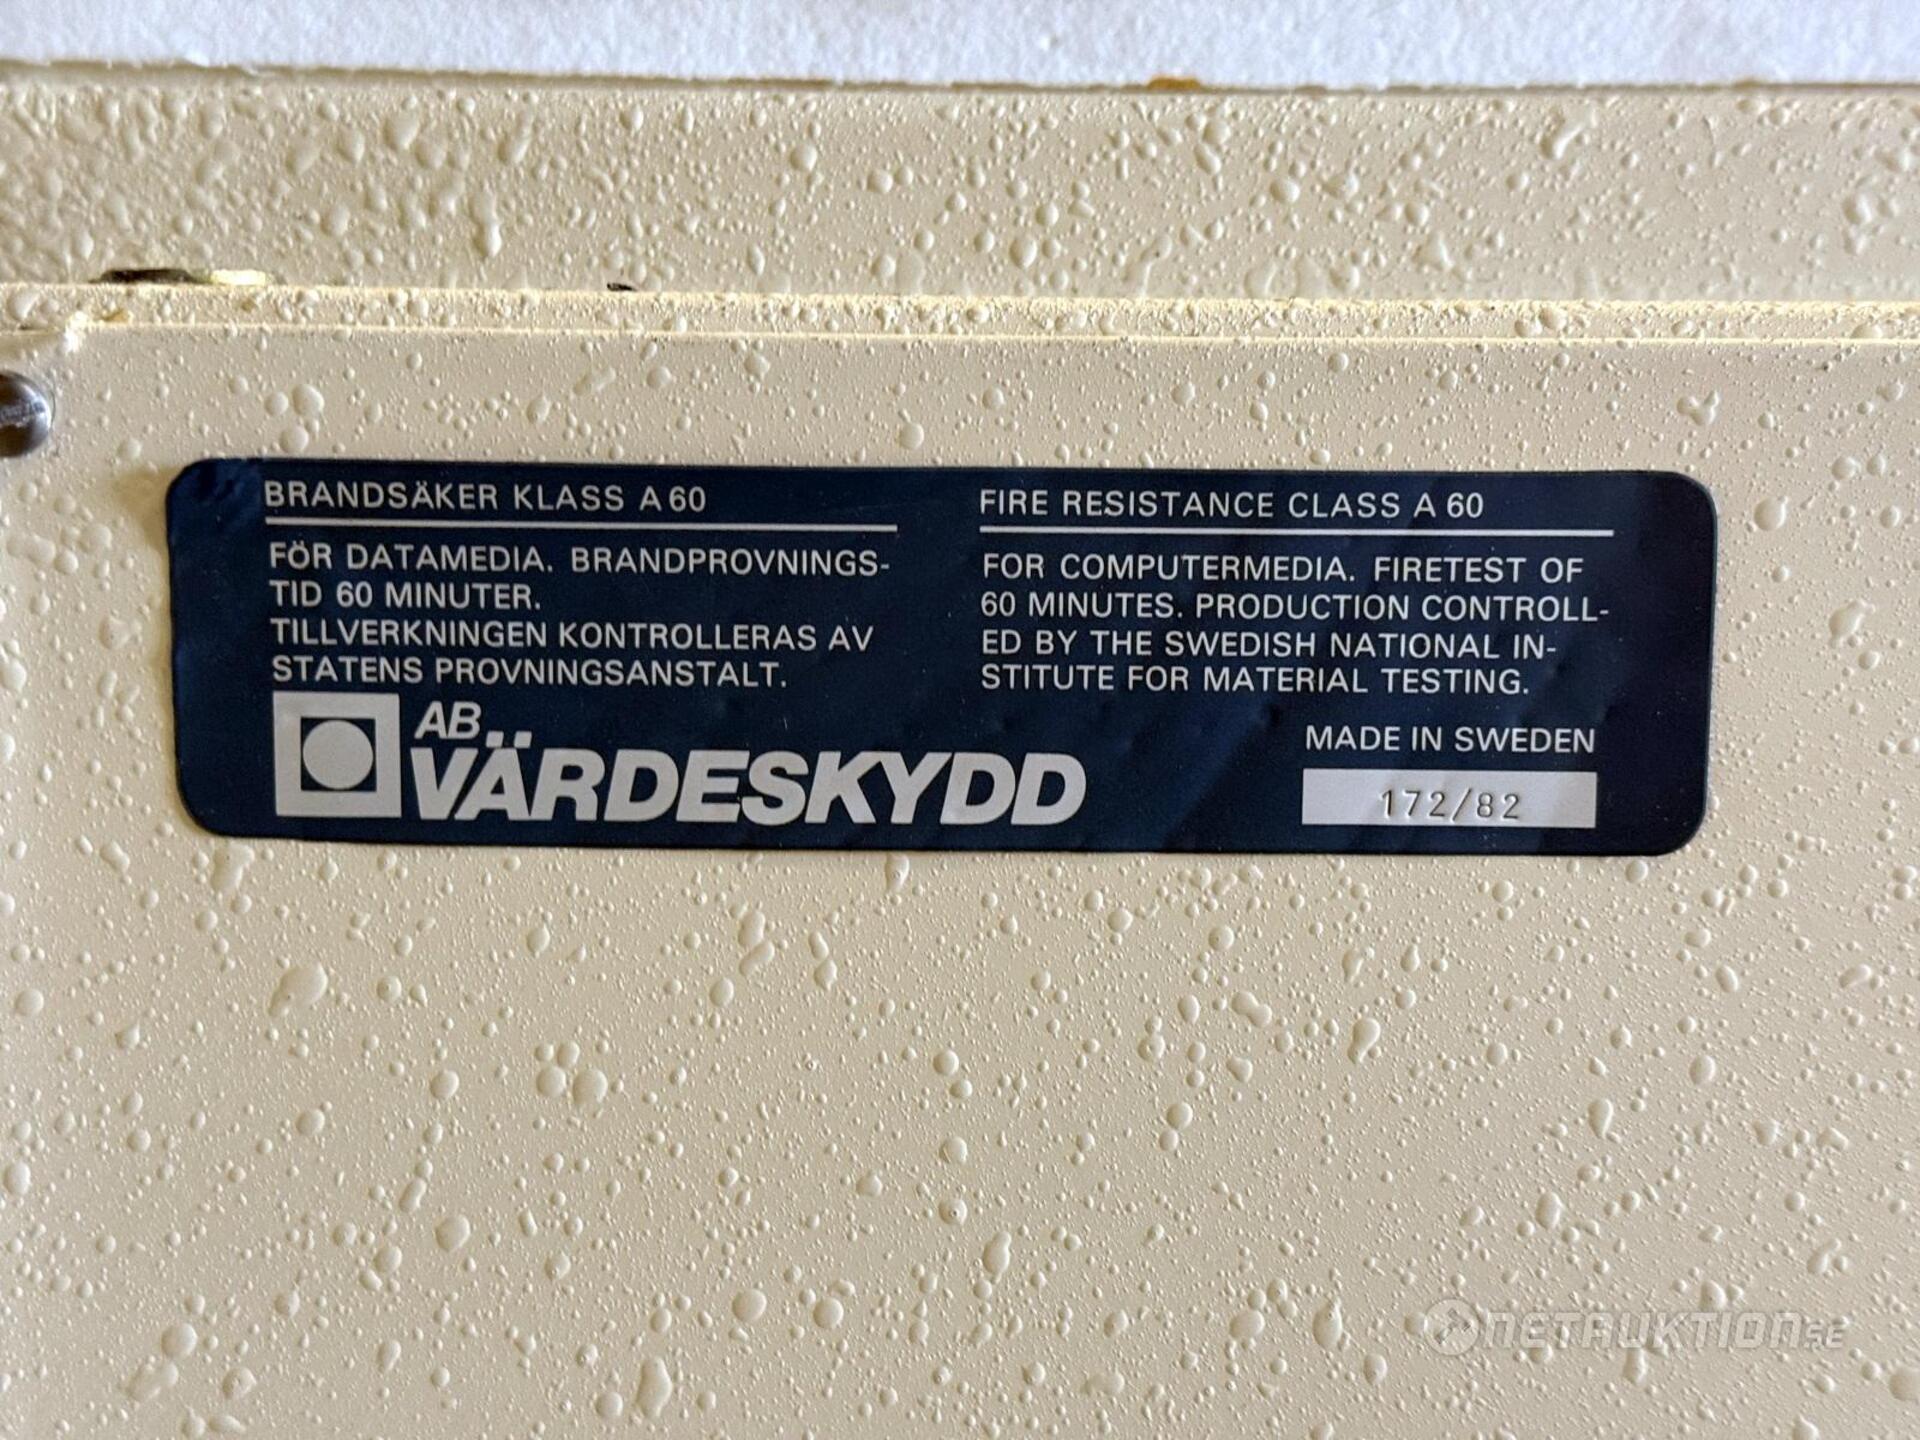 BRANDSÄKER KLASS A 60
FÖR DATAMEDIA. BRANDPROVNINGS-
TID 60 MINUTER.
TILLVERKNINGEN KONTROLLERAS AV
STATENS PROVNINGSANSTALT.
AB
VÄRDESKYDD
FIRE RESISTANCE CLASS A 60
FOR COMPUTERMEDIA. FIRETEST OF
60 MINUTES. PRODUCTION CONTROLL-
ED BY THE SWEDISH NATIONAL IN-
STITUTE FOR MATERIAL TESTING.
MADE IN SWEDEN
172/82
NETAUKTION.SE